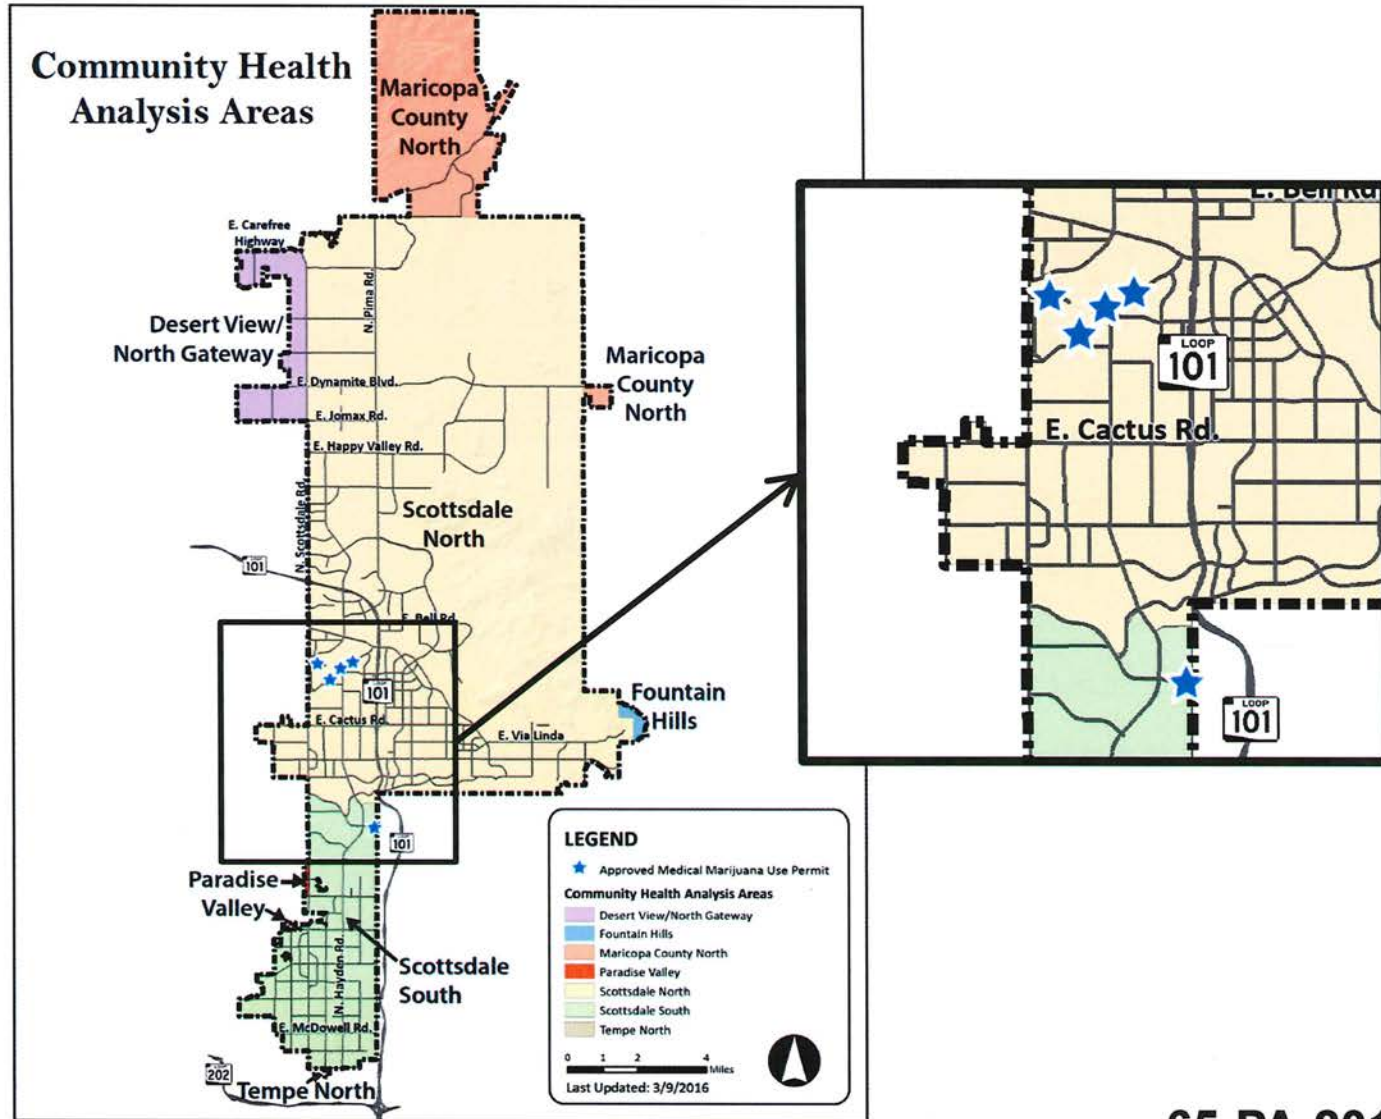 Community Health
Analysis Areas
Maricopa
County
North
E. Carefree
Highway
N. Pima Rd.
Desert View/
North Gateway
E. Dynamite Blvd.
Maricopa
County
North
E. Jomax Rd.
E. Happy Valley Rd.
N. Scottsdale Rd.
Scottsdale
North
101
E. Bell Rd.
LOOP
101
E. Cactus Rd.
E. Via Linda
Fountain
Hills
101
Paradise
Valley
N. Hayden Rd.
Scottsdale
South
E. McDowell Rd.
202
Tempe North
E. Bell Rd
LOOP
101
E. Cactus Rd.
LOOP
101
LEGEND
Approved Medical Marijuana Use Permit
Community Health Analysis Areas
Desert View/North Gateway
Fountain Hills
Maricopa County North
Paradise Valley
Scottsdale North
Scottsdale South
Tempe North
0 1 2 4
Miles
Last Updated: 3/9/2016